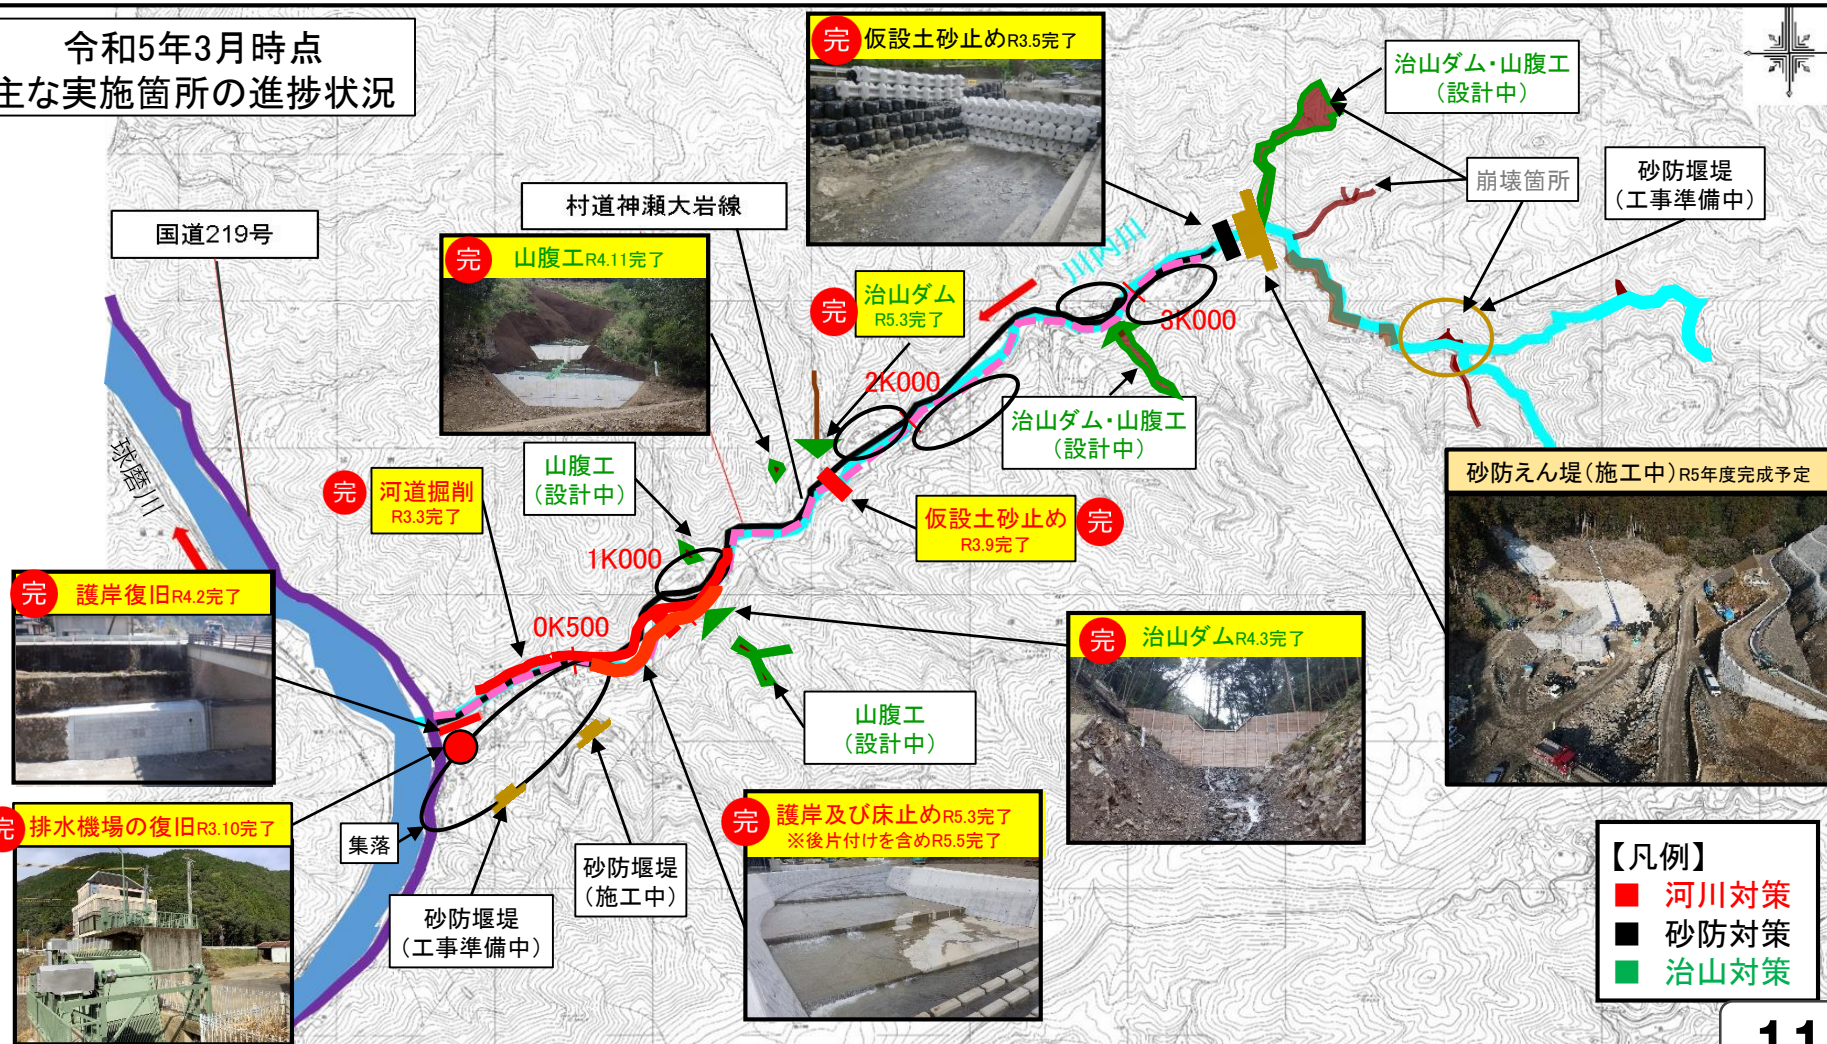 令和5年3月時点
主な実施箇所の進捗状況
完 仮設土砂止めR3.5完了
治山ダム・山腹工
（設計中）
崩壊箇所
砂防堰堤
（工事準備中）
村道神瀬大岩線
国道219号
完 山腹工R4.11完了
川内川
完 治山ダム
R5.3完了
3K000
2K000
治山ダム・山腹工
（設計中）
球磨川
山腹工
（設計中）
完 河道掘削
R3.3完了
仮設土砂止め 完
R3.9完了
砂防えん堤（施工中）R5年度完成予定
1K000
完 護岸復旧R4.2完了
0K500
完 治山ダムR4.3完了
山腹工
（設計中）
完 排水機場の復旧R3.10完了
集落
砂防堰堤
（施工中）
完 護岸及び床止めR5.3完了
※後片付けを含めR5.5完了
砂防堰堤
（工事準備中）
【凡例】
河川対策
砂防対策
治山対策
11